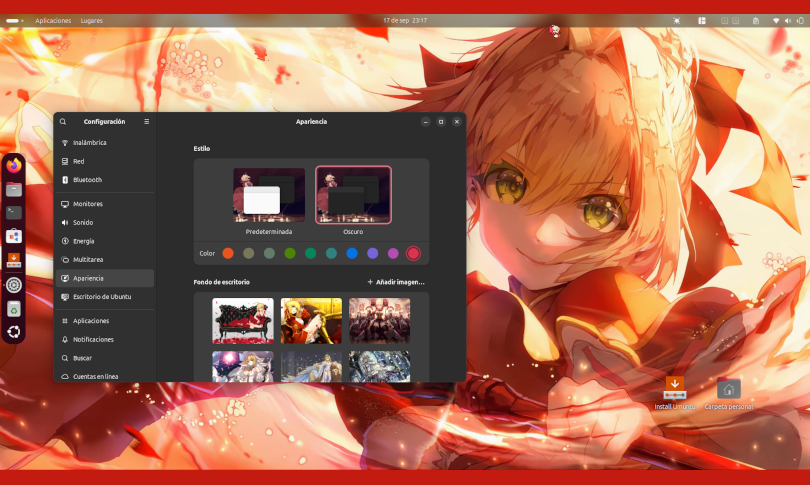 Aplicaciones Lugares 17 de sep 23:17
Configuración
Apariencia
Inalámbrica
Red
Bluetooth
Monitores
Sonido
Energía
Multitarea
Apariencia
Escritorio de Ubuntu
Aplicaciones
Notificaciones
Buscar
Cuentas en línea
Estilo
Predeterminada Oscuro
Color
Fondo de escritorio + Añadir imagen...
Install Umuntu Carpeta personal